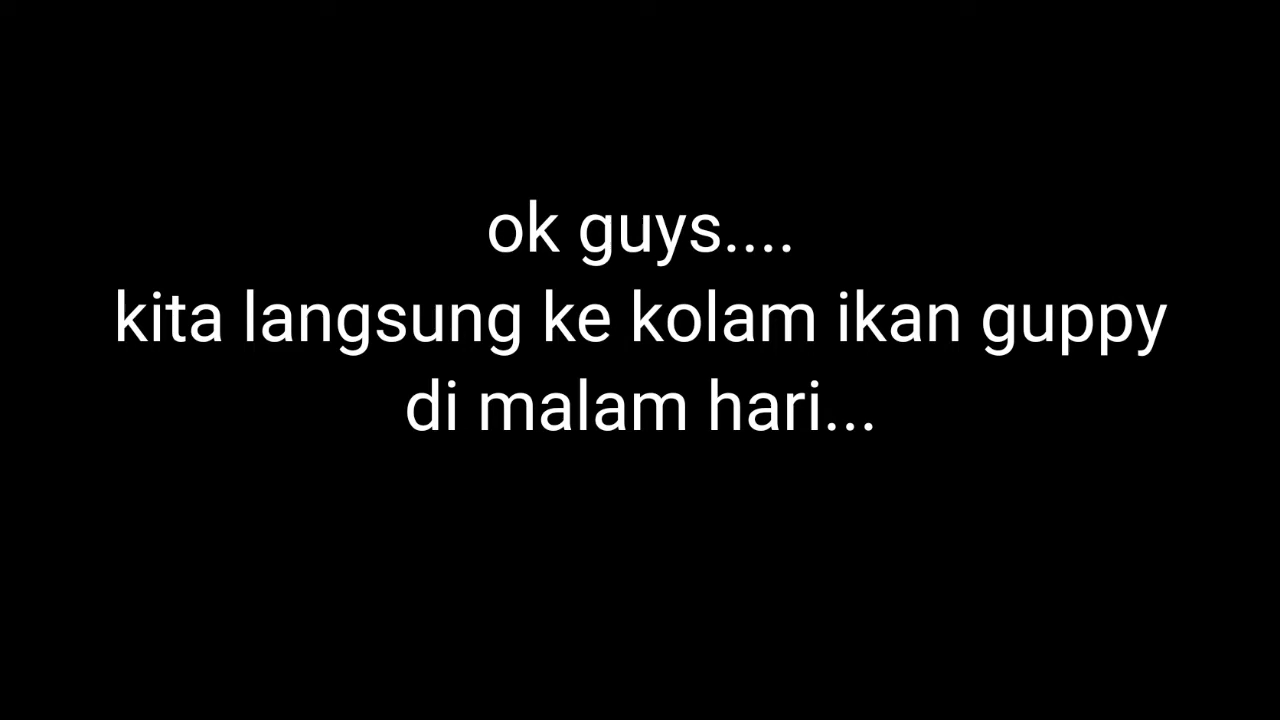 ok guys....
kita langsung ke kolam ikan guppy
di malam hari...